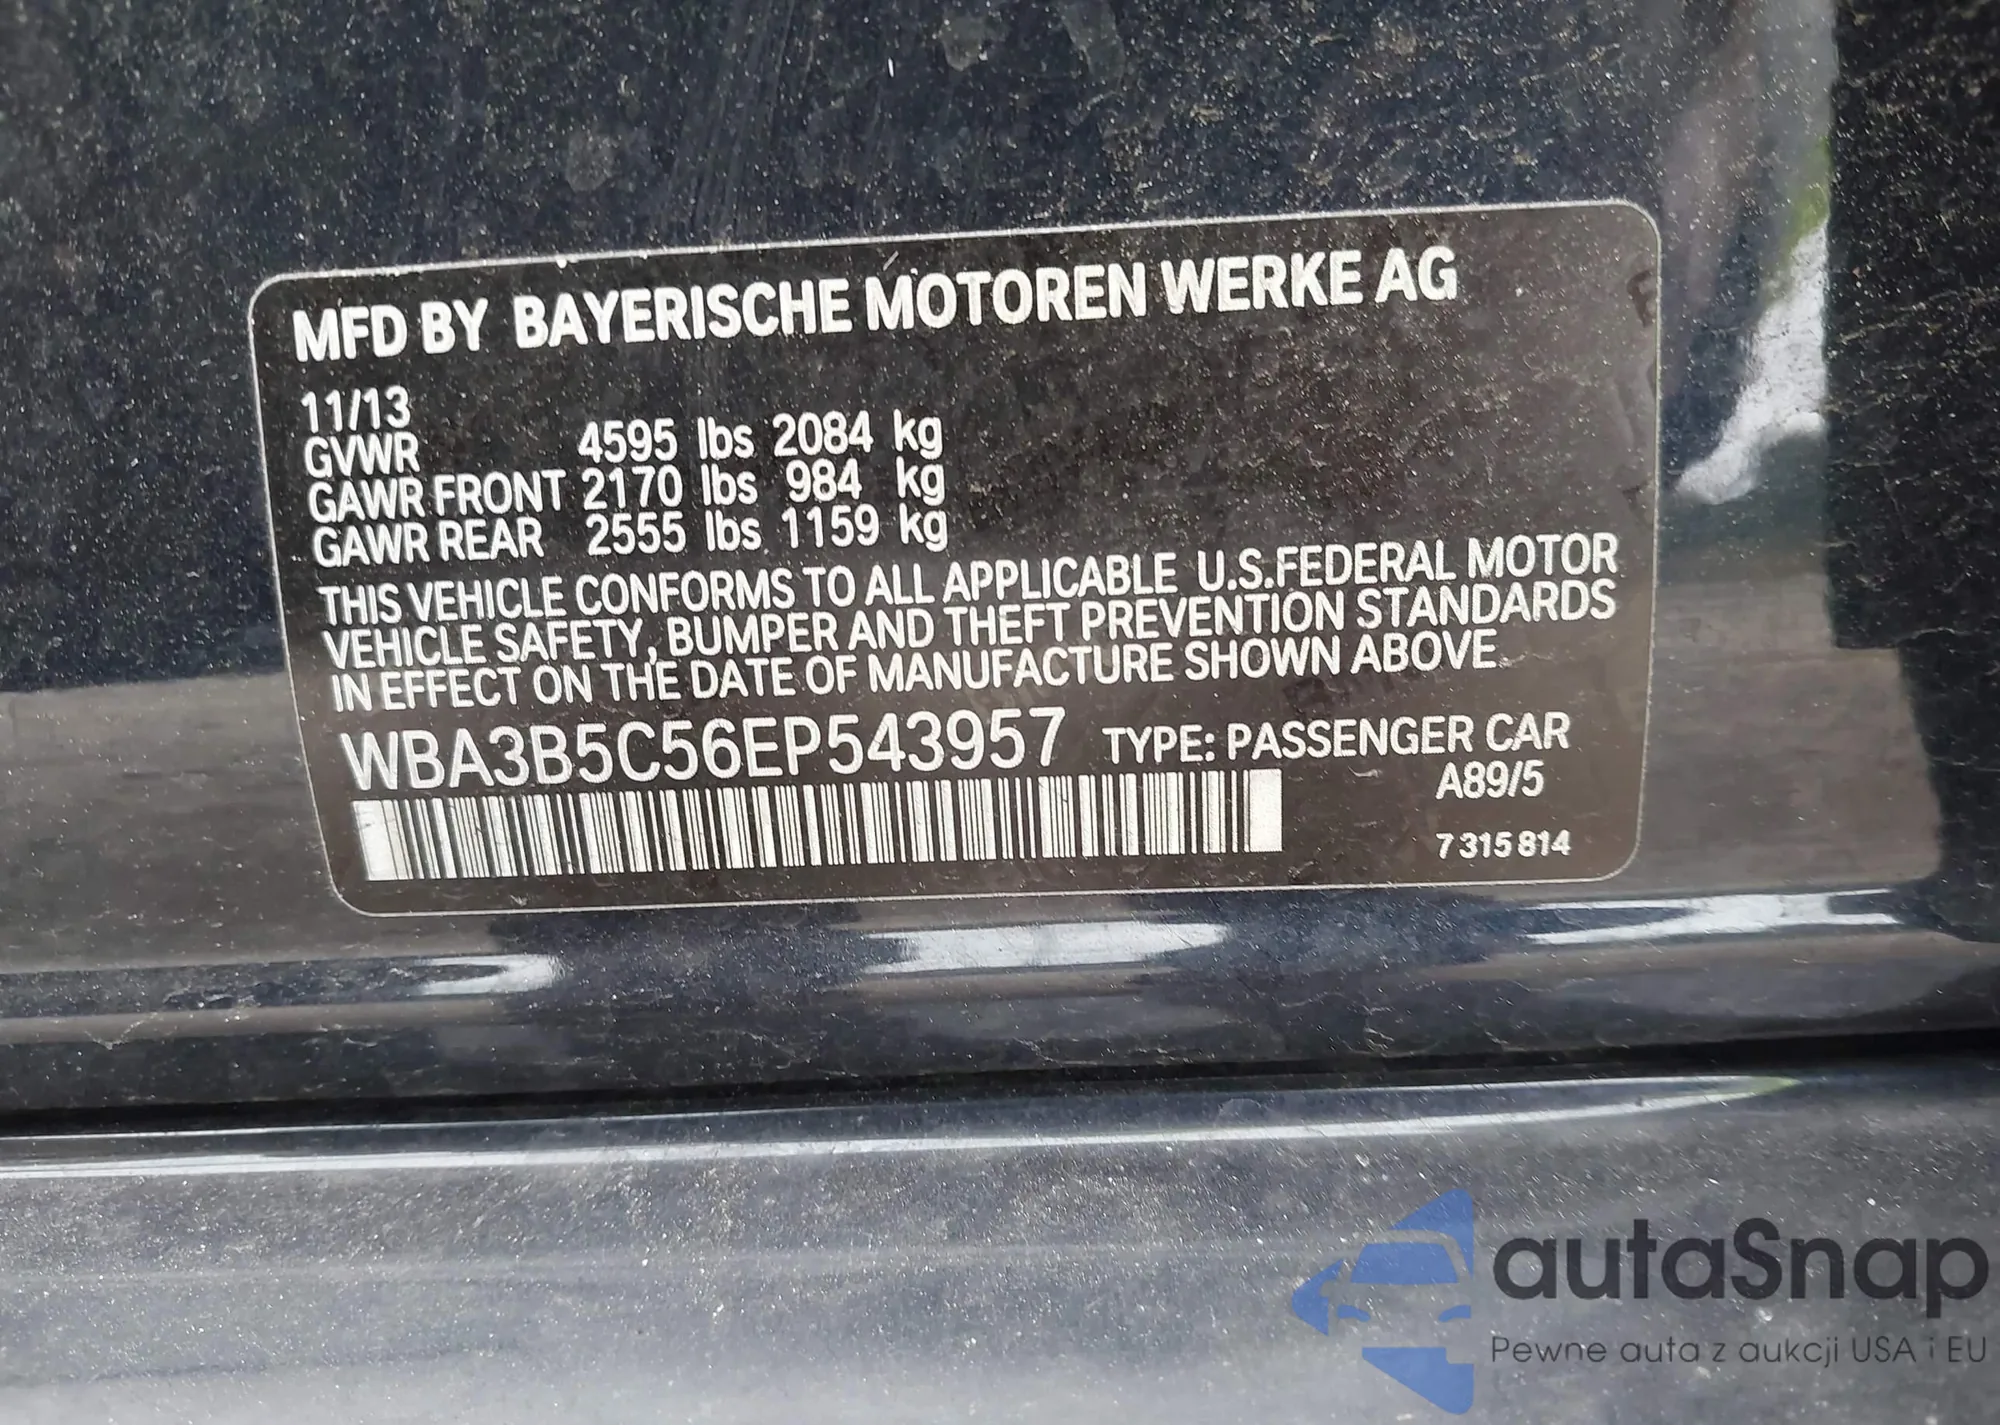 MFD BY BAYERISCHE MOTOREN WERKE AG
11/13
GVWR 4595 lbs 2084 kg
GAWR FRONT 2170 lbs 984 kg
GAWR REAR 2555 lbs 1159 kg
THIS VEHICLE CONFORMS TO ALL APPLICABLE U.S.FEDERAL MOTOR
VEHICLE SAFETY, BUMPER AND THEFT PREVENTION STANDARDS
IN EFFECT ON THE DATE OF MANUFACTURE SHOWN ABOVE.
WBA3B5C56EP543957 TYPE: PASSENGER CAR
A89/5
7 315 814
autaSnap
Pewne auta z aukcji USA i EU